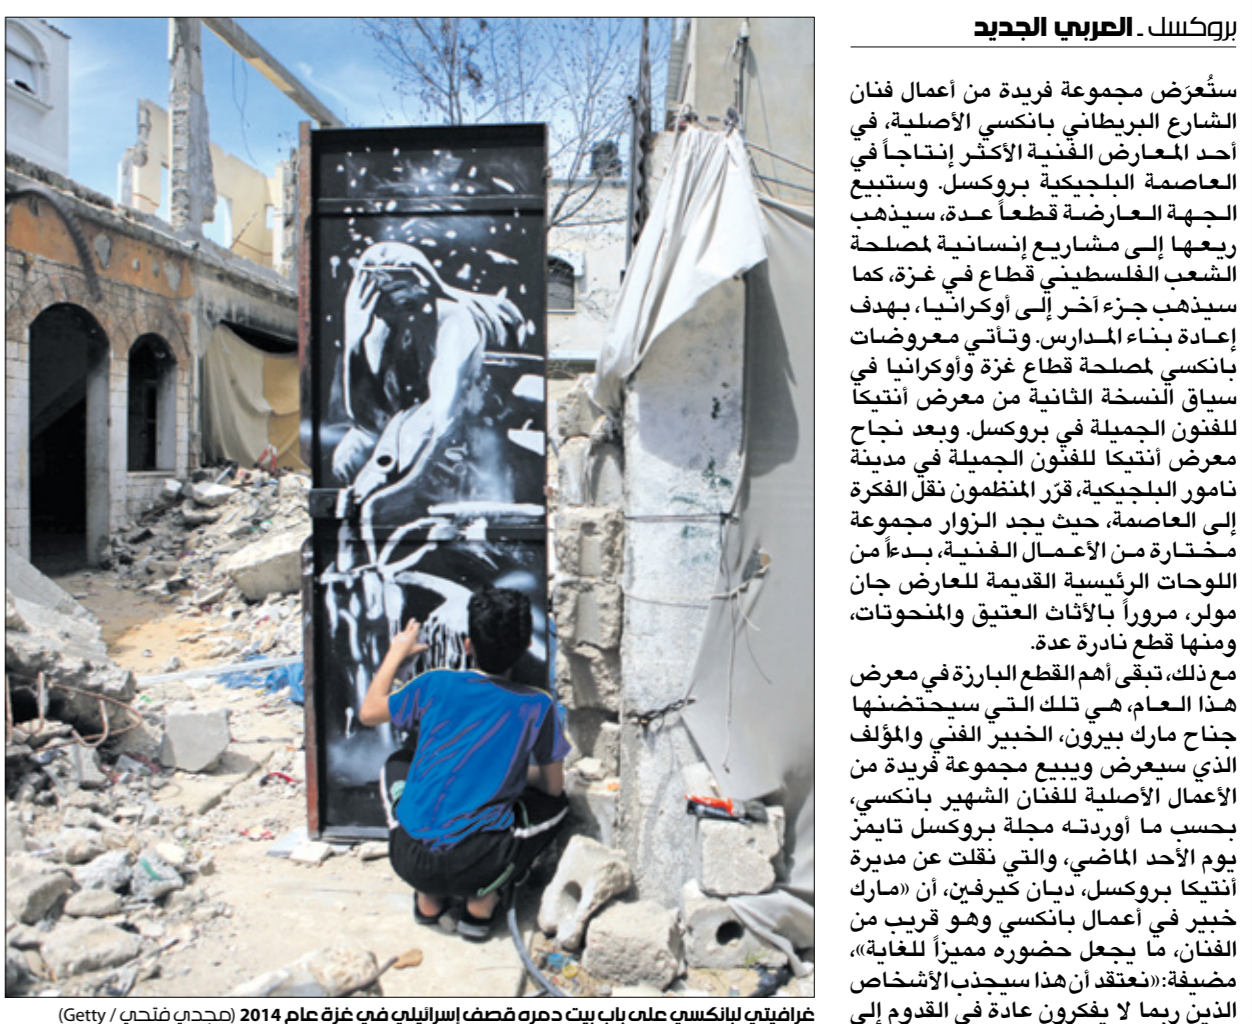 بروكسل ـ العربي الجديد
ستُعرَض مجموعة فريدة من أعمال فنان
الشارع البريطاني بانكسي الأصلية، في
أحد المعارض الفنية الأكثر إنتاجاً في
العاصمة البلجيكية بروكسل. وستبيع
الجهة العارضة قطعاً عدة، سيذهب
ريعها إلى مشاريع إنسانية لمصلحة
الشعب الفلسطيني قطاع في غزة، كما
سيذهب جزء آخر إلى أوكرانيا، بهدف
إعادة بناء المدارس. وتأتي معروضات
بانكسي لمصلحة قطاع غزة وأوكرانيا في
سياق النسخة الثانية من معرض أنتيكا
للفنون الجميلة في بروكسل. وبعد نجاح
معرض أنتيكا للفنون الجميلة في مدينة
نامور البلجيكية، قرّر المنظمون نقل الفكرة
إلى العاصمة، حيث يجد الزوار مجموعة
مختارة من الأعمال الفنية، بدءاً من
اللوحات الرئيسية القديمة للعارض جان
مولر، مروراً بالأثاث العتيق والمنحوتات،
ومنها قطع نادرة عدة.
مع ذلك، تبقى أهم القطع البارزة في معرض
هذا العام، هي تلك التي سيحتضنها
جناح مارك بيرون، الخبير الفني والمؤلف
الذي سيعرض ويبيع مجموعة فريدة من
الأعمال الأصلية للفنان الشهير بانكسي،
بحسب ما أوردته مجلة بروكسل تايمز
يوم الأحد الماضي، والتي نقلت عن مديرة
أنتيكا بروكسل، ديان كيرفين، أن «مارك
خبير في أعمال بانكسي وهو قريب من
الفنان، ما يجعل حضوره مميزاً للغاية»،
مضيفة: «نعتقد أن هذا سيجذب الأشخاص
الذين ربما لا يفكرون عادة في القدوم إلى
غرافيتي لبانكسي على باب بيت دمره قصف إسرائيلي في غزة عام 2014 (مجدي فتحي / Getty)